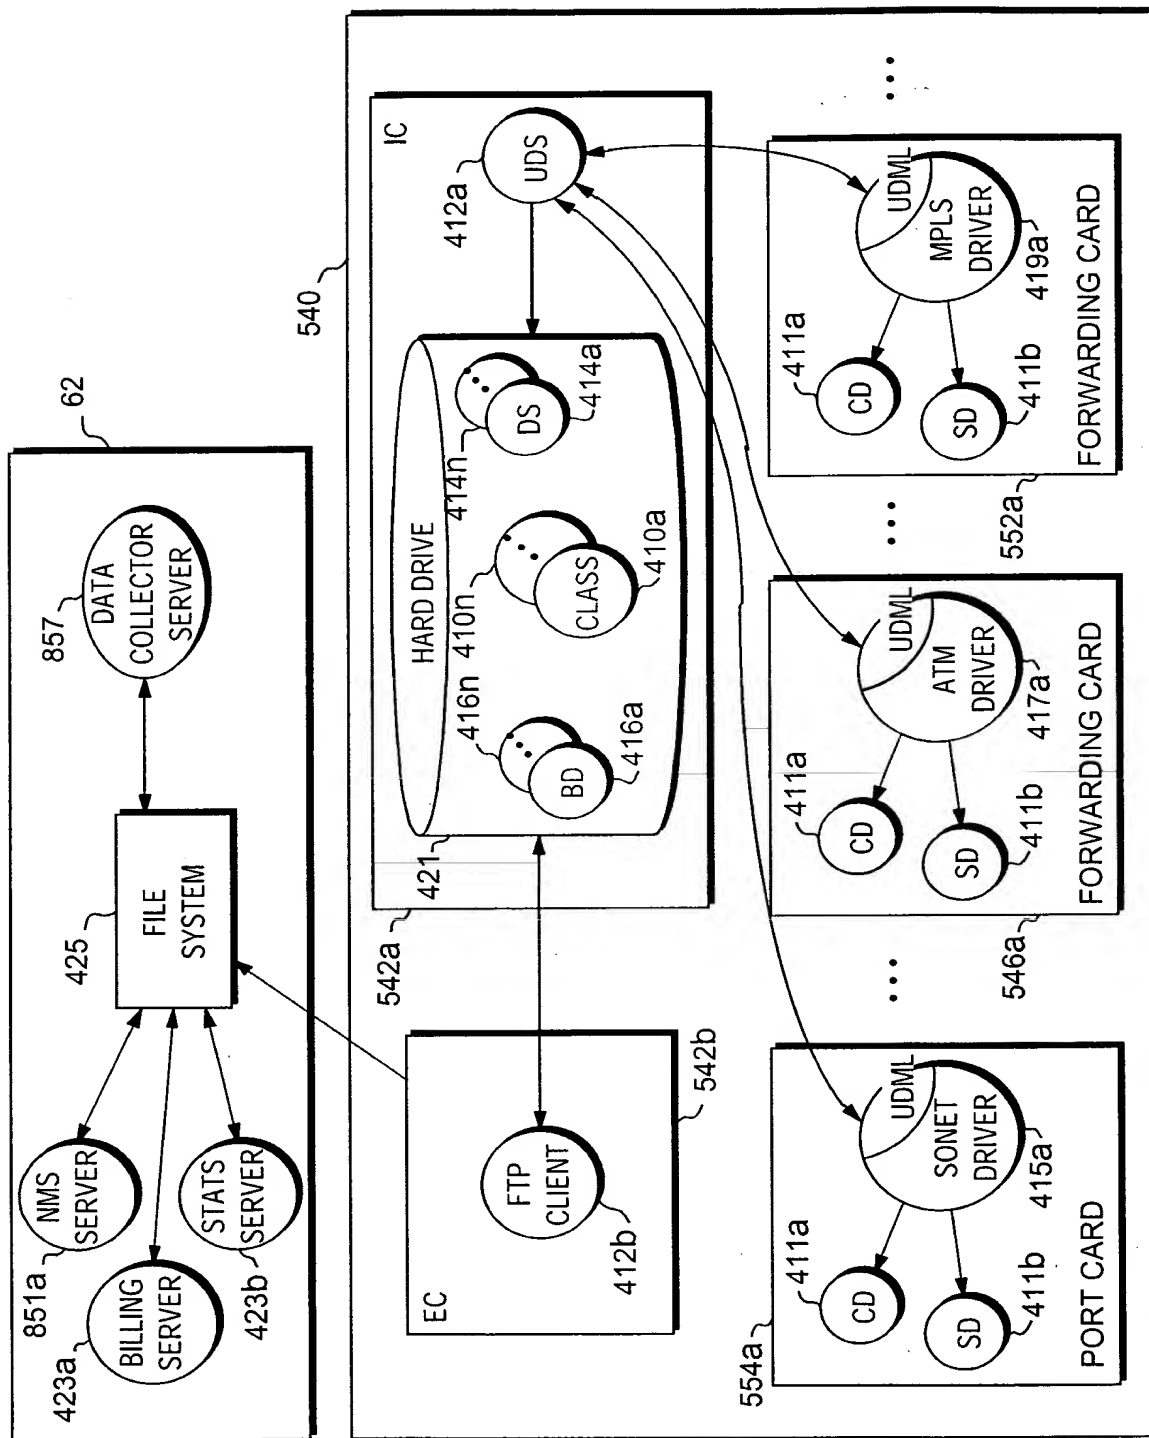 62
857
DATA
COLLECTOR
SERVER
425
FILE
SYSTEM
851a
NMS
SERVER
423a
BILLING
SERVER
STATS
SERVER
423b
540
IC
542a
421
HARD DRIVE
416n
BD
416a
410n
CLASS
410a
414n
DS
414a
412a
UDS
EC
542b
FTP
CLIENT
412b
554a
PORT CARD
UDML
SONET
DRIVER
415a
411a
CD
SD
411b
546a
FORWARDING CARD
UDML
ATM
DRIVER
417a
411a
CD
SD
411b
552a
FORWARDING CARD
UDML
MPLS
DRIVER
419a
411a
CD
SD
411b